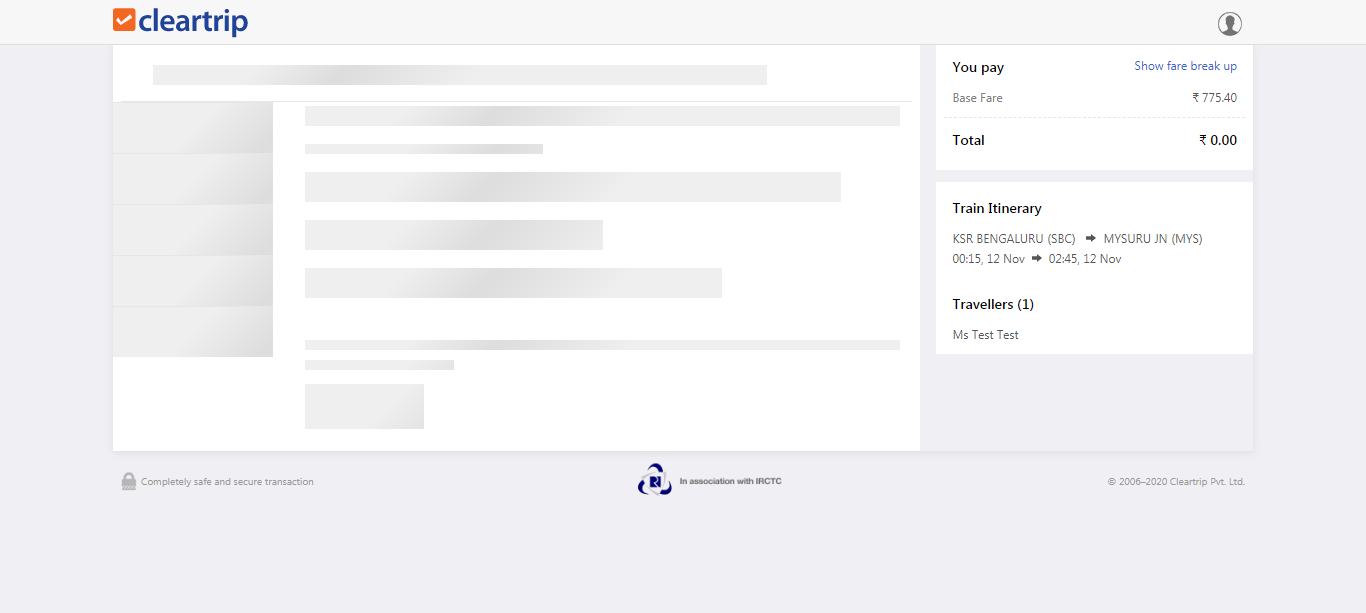 cleartrip
You pay
Show fare break up
Base Fare
₹ 775.40
Total
₹ 0.00
Train Itinerary
KSR BENGALURU (SBC) → MYSURU JN (MYS)
00:15, 12 Nov → 02:45, 12 Nov
Travellers (1)
Ms Test Test
Completely safe and secure transaction
In association with IRCTC
© 2006–2020 Cleartrip Pvt. Ltd.